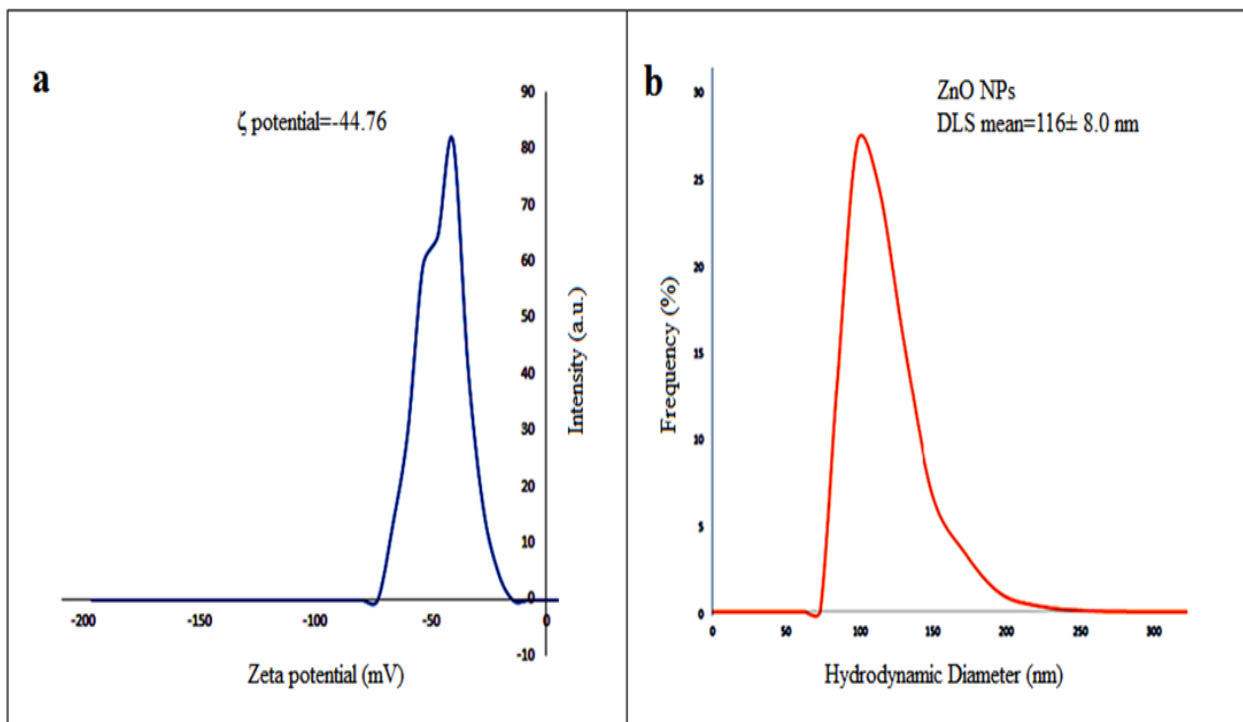 a
ζ potential=-44.76
90
80
70
60
50
40
30
20
10
0
-10
Intensity (a.u.)
-200 -150 -100 -50 0
Zeta potential (mV)
b
ZnO NPs
DLS mean=116± 8.0 nm
30
25
20
15
10
5
0
Frequency (%)
0 50 100 150 200 250 300
Hydrodynamic Diameter (nm)